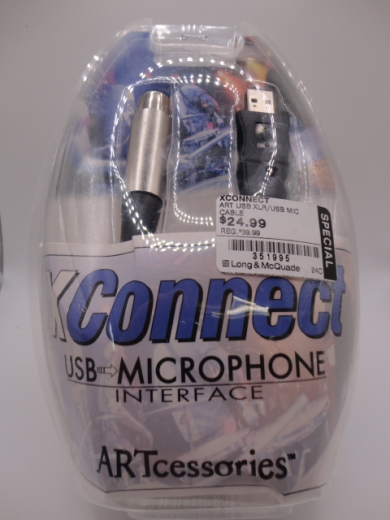 XCONNECT
ART USB XLR/USB MIC
CABLE
$24.99
REG. $39.99
SPECIAL
351995
Long & McQuade
XConnect
USB MICROPHONE
INTERFACE
ARTcessories™